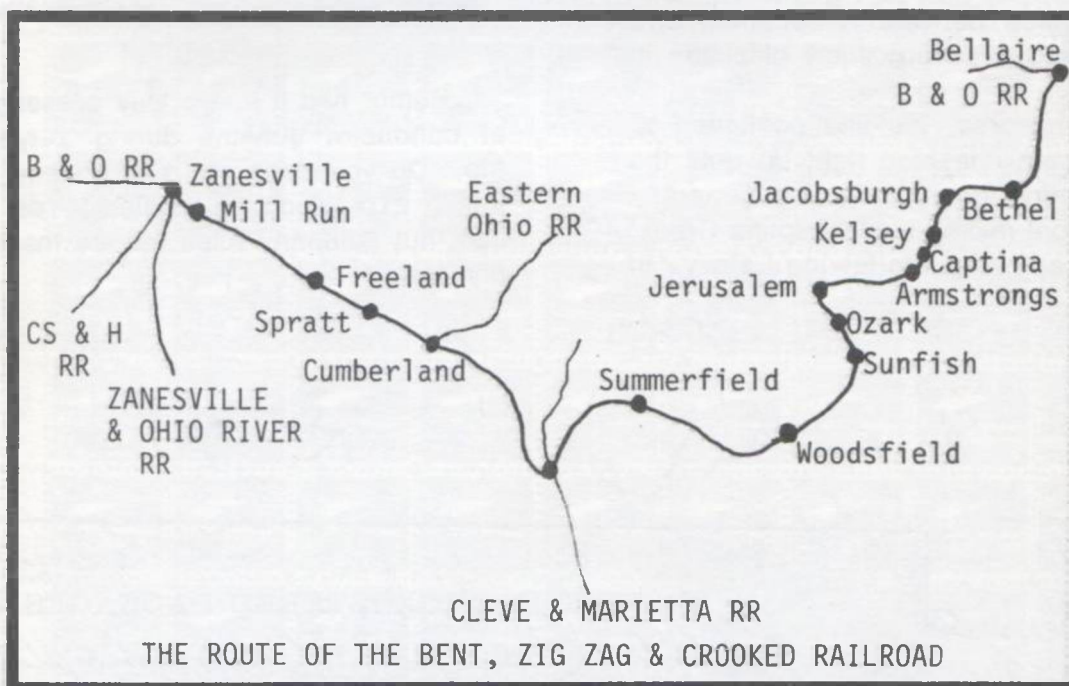 Bellaire
B & O RR
B & O RR
Zanesville
Mill Run
Eastern
Ohio RR
Jacobsburgh
Bethel
Kelsey
Captina
Freeland
Jerusalem
Armstrongs
Spratt
Ozark
CS & H
RR
Cumberland
Sunfish
Summerfield
ZANESVILLE
& OHIO RIVER
RR
Woodsfield
CLEVE & MARIETTA RR
THE ROUTE OF THE BENT, ZIG ZAG & CROOKED RAILROAD